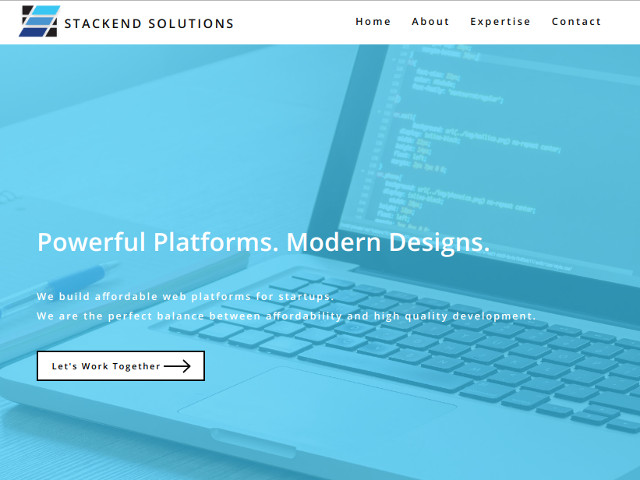 STACKEND SOLUTIONS
Home About Expertise Contact
Powerful Platforms. Modern Designs.
We build affordable web platforms for startups.
We are the perfect balance between affordability and high quality development.
Let's Work Together